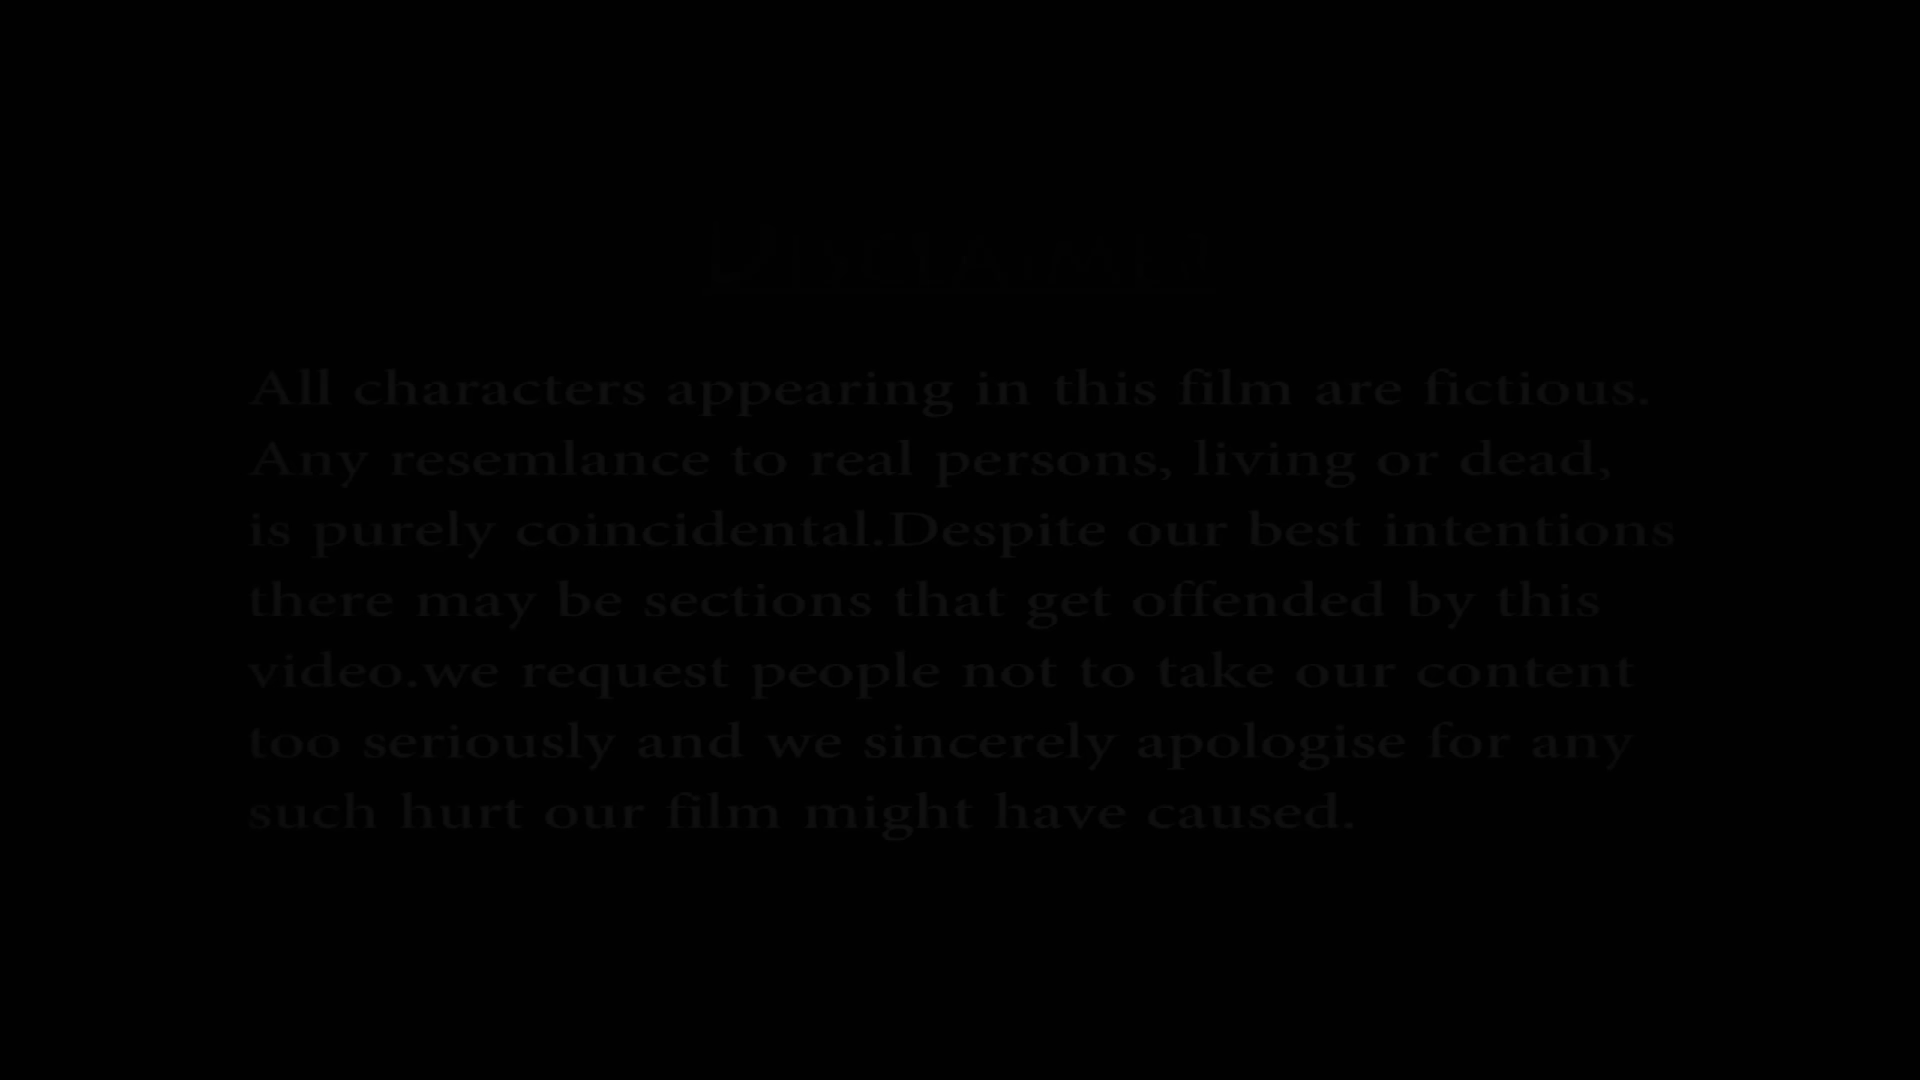 DISCLAIMER
All characters appearing in this film are fictious.
Any resemlance to real persons, living or dead,
is purely coincidental.Despite our best intentions
there may be sections that get offended by this
video.we request people not to take our content
too seriously and we sincerely apologise for any
such hurt our film might have caused.